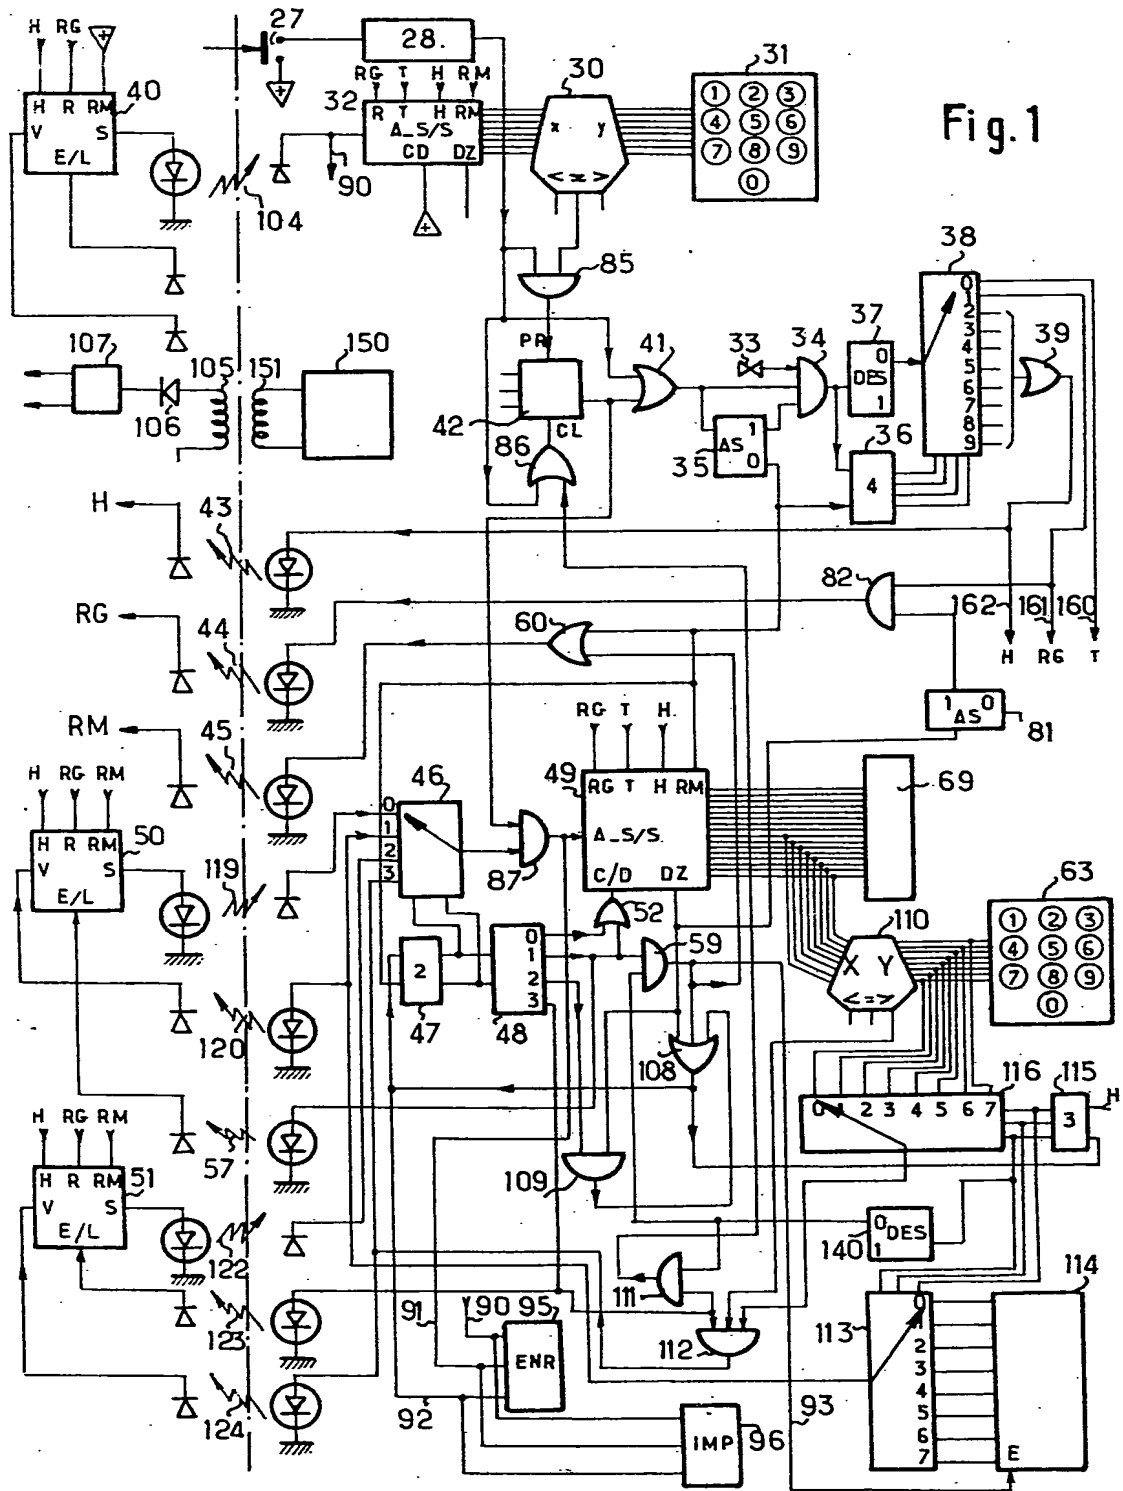 Fig. 1
H RG
27
28.
31
30
RG T H RM
32
R T H RM
A_S/S
CD DZ
x y
< = >
1 2 3
4 5 6
7 8 9
0
H R RM
40
V S
E/L
90
104
85
38
37
0
DES
1
0
1
2
3
4
5
6
7
8
9
39
107
105
151
150
106
PR
42
CL
86
41
33
34
35
AS
1
0
36
4
H
43
82
162
161
160
H RG T
RG
44
60
1 AS 0
81
RM
45
RG T H
49
RG T H RM
A_S/S.
C/D DZ
69
46
0
1
2
3
87
52
59
H RG RM
50
H R RM
V S
E/L
119
63
1 2 3
4 5 6
7 8 9
0
110
X Y
< = >
2
47
0
1
2
3
48
120
108
116
115
0 1 2 3 4 5 6 7
3
H
57
109
H RG RM
51
H R RM
V S
E/L
122
0 DES
1
140
111
112
114
123
91
90
95
ENR
113
0
1
2
3
4
5
6
7
E
124
92
93
96
IMP